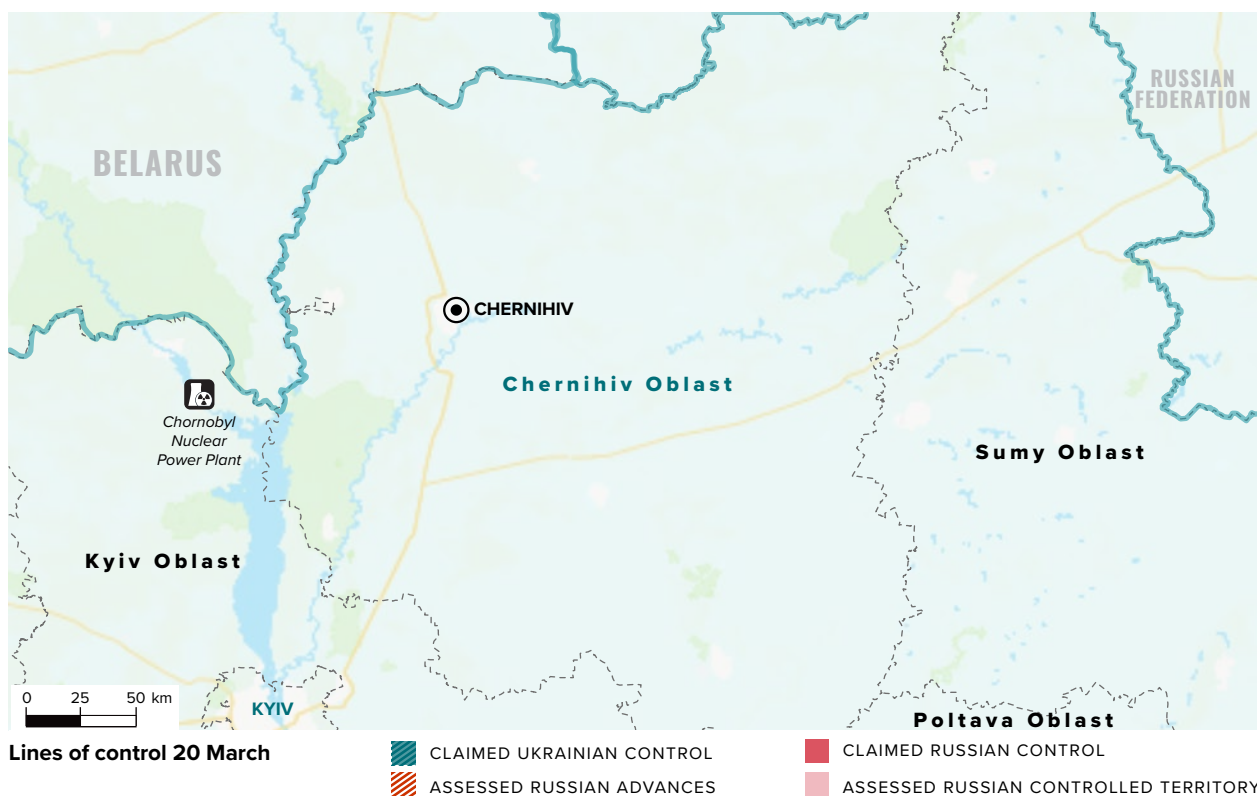 RUSSIAN
FEDERATION
BELARUS
CHERNIHIV
Chernihiv Oblast
Chornobyl
Nuclear
Power Plant
Sumy Oblast
Kyiv Oblast
0 25 50 km
KYIV
Poltava Oblast
Lines of control 20 March
CLAIMED UKRAINIAN CONTROL
CLAIMED RUSSIAN CONTROL
ASSESSED RUSSIAN ADVANCES
ASSESSED RUSSIAN CONTROLLED TERRITORY